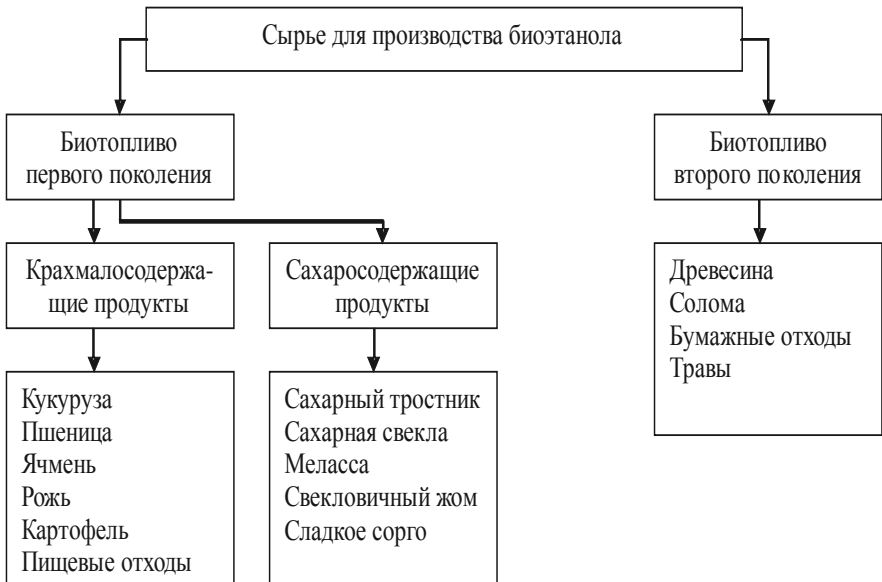 Сырье для производства биоэтанола
Биотопливо
первого поколения
Биотопливо
второго поколения
Крахмалосодержа-
щие продукты
Сахаросодержащие
продукты
Древесина
Солома
Бумажные отходы
Травы
Кукуруза
Пшеница
Ячмень
Рожь
Картофель
Пищевые отходы
Сахарный тростник
Сахарная свекла
Меласса
Свекловичный жом
Сладкое сорго